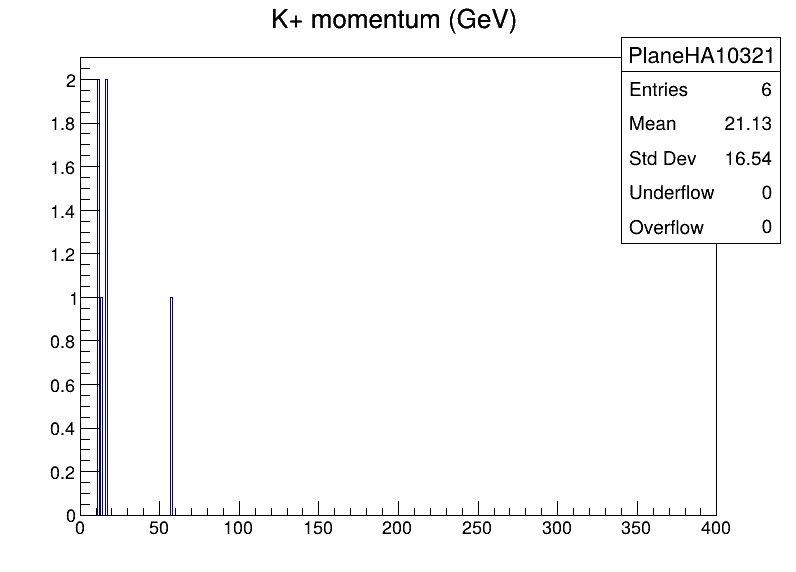 K+ momentum (GeV)
PlaneHA10321
Entries 6
Mean 21.13
Std Dev 16.54
Underflow 0
Overflow 0
2
1.8
1.6
1.4
1.2
1
0.8
0.6
0.4
0.2
0
0 50 100 150 200 250 300 350 400